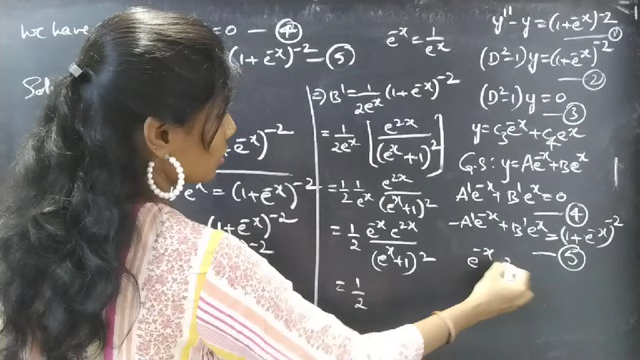 we have = 0 — ④
(1+e^-x)^-2 — ⑤
Sol
e^-x)^-2
e^x = (1+e^-x)^-2
(1+e^-x)^-2
-2
e^-x = 1/e^x
=> B' = 1/2e^x (1+e^-x)^-2
= 1/2e^x [e^2x/(e^x+1)^2]
= 1/2 1/e^x e^2x/(e^x+1)^2
= 1/2 e^-x e^2x/(e^x+1)^2
= 1/2
y'' - y = (1+e^-x)^-2 ①
(D^2-1)y = (1+e^-x)^-2 — ②
(D^2-1)y = 0 — ③
G.S: y = Ae^-x + Be^x
A'e^-x + B'e^x = 0 — ④
-A'e^-x + B'e^x = (1+e^-x)^-2 — ⑤
e^-x